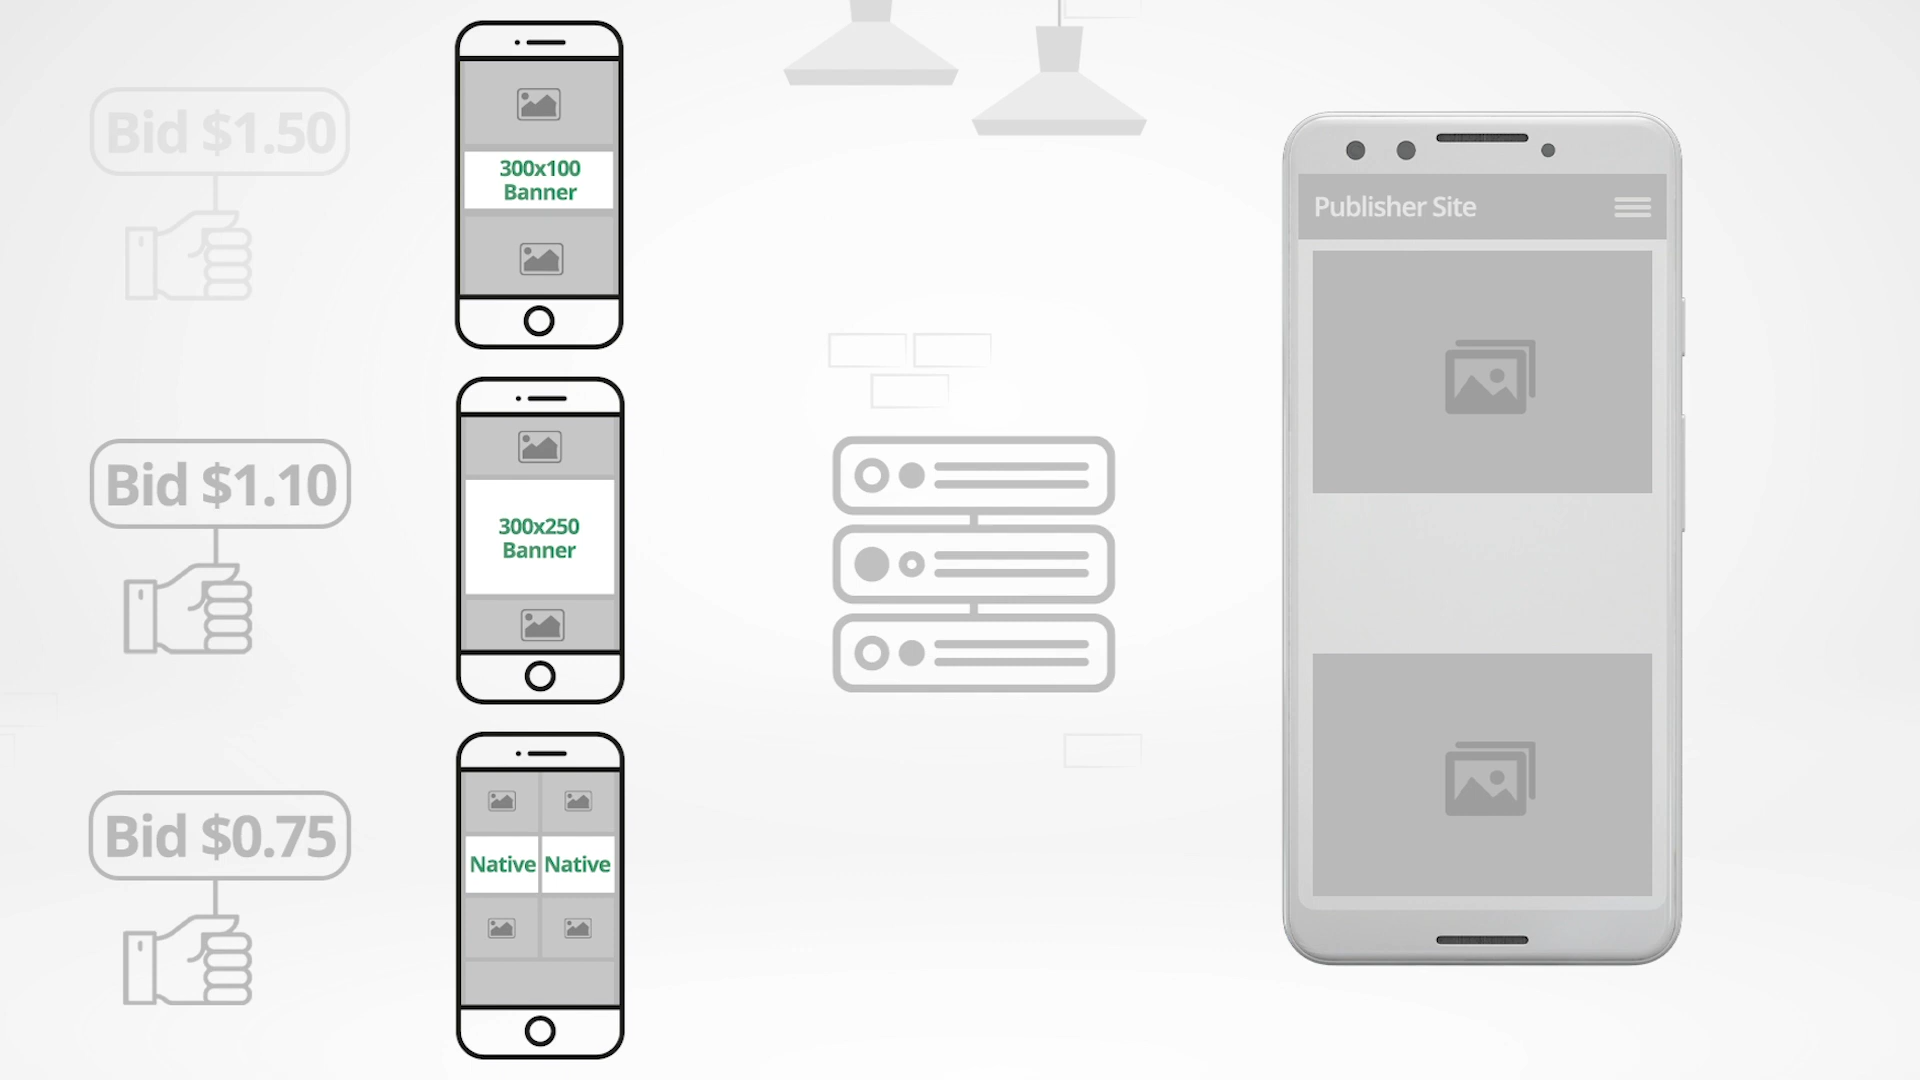 Bid $1.50
300x100
Banner
Publisher Site
Bid $1.10
300x250
Banner
Bid $0.75
Native Native